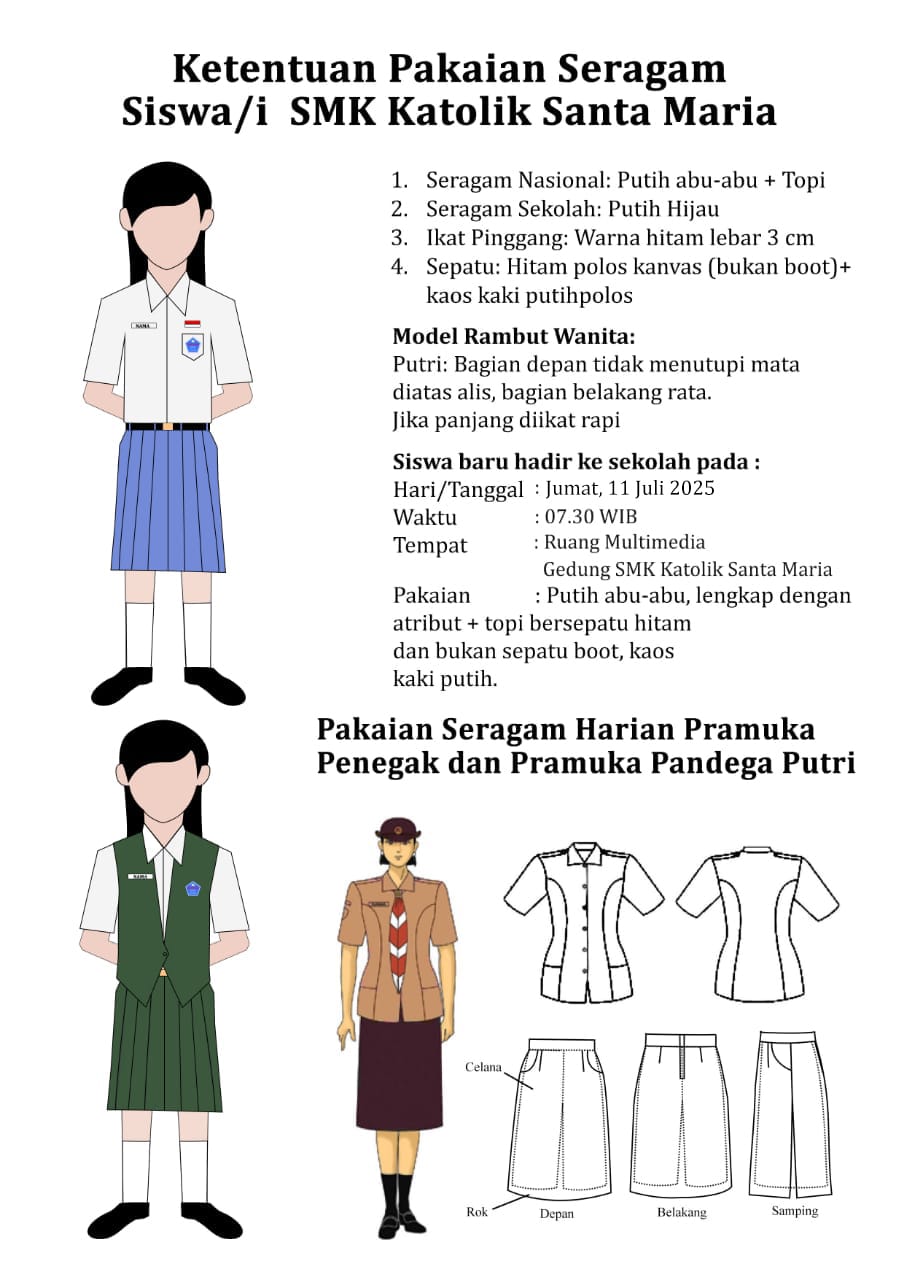 Ketentuan Pakaian Seragam
Siswa/i SMK Katolik Santa Maria
1. Seragam Nasional: Putih abu-abu + Topi
2. Seragam Sekolah: Putih Hijau
3. Ikat Pinggang: Warna hitam lebar 3 cm
4. Sepatu: Hitam polos kanvas (bukan boot)+
kaos kaki putihpolos
NAMA
Model Rambut Wanita:
Putri: Bagian depan tidak menutupi mata
diatas alis, bagian belakang rata.
Jika panjang diikat rapi
Siswa baru hadir ke sekolah pada :
Hari/Tanggal : Jumat, 11 Juli 2025
Waktu : 07.30 WIB
Tempat : Ruang Multimedia
Gedung SMK Katolik Santa Maria
Pakaian : Putih abu-abu, lengkap dengan
atribut + topi bersepatu hitam
dan bukan sepatu boot, kaos
kaki putih.
Pakaian Seragam Harian Pramuka
Penegak dan Pramuka Pandega Putri
NAMA
Celana
Rok
Depan
Belakang
Samping